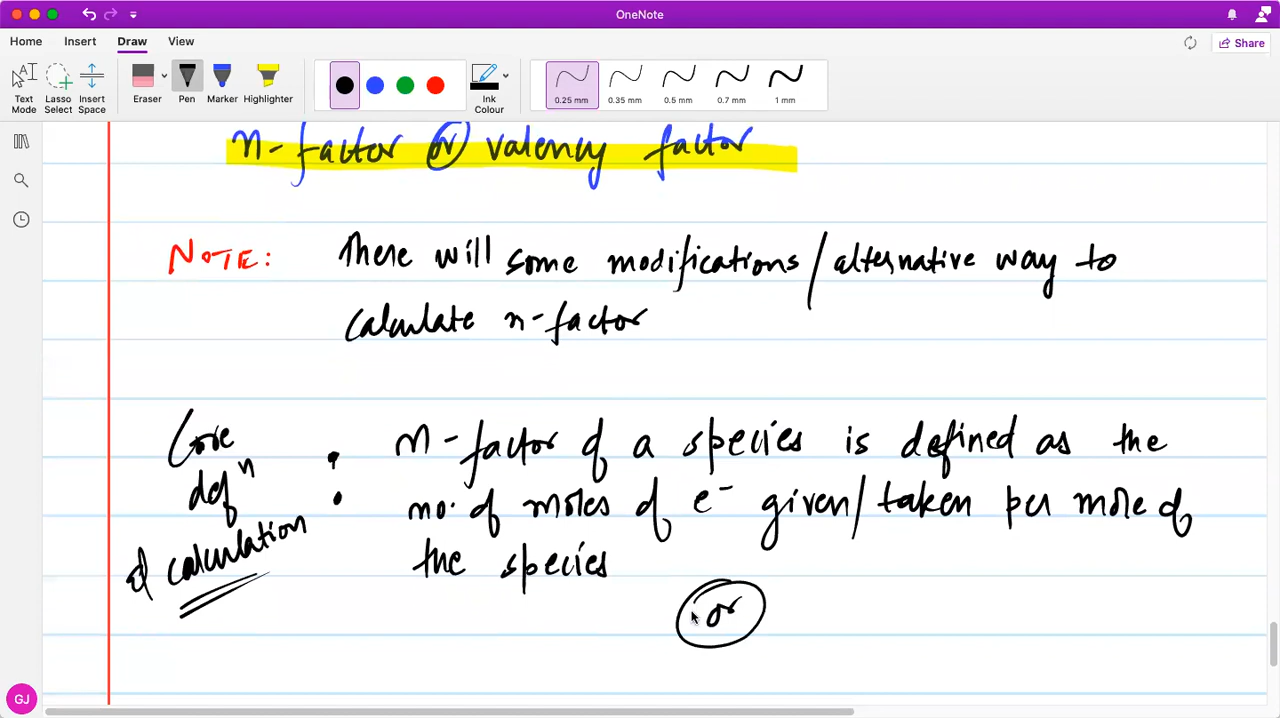 OneNote
Home Insert Draw View
Share
Text Mode
Lasso Select
Insert Space
Eraser
Pen
Marker
Highlighter
Ink Colour
0.25 mm
0.35 mm
0.5 mm
0.7 mm
1 mm
n-factor or valency factor
NOTE: There will some modifications/alternative way to
calculate n-factor
Core
defn
& calculation
: n-factor of a species is defined as the
no. of moles of e⁻ given/taken per mole of
the species
or
GJ